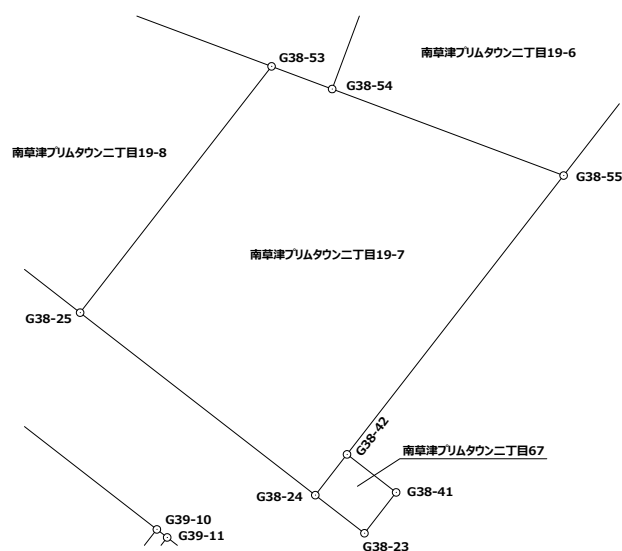 G38-53
南草津プリムタウン二丁目19-6
G38-54
南草津プリムタウン二丁目19-8
G38-55
南草津プリムタウン二丁目19-7
G38-25
G38-42
南草津プリムタウン二丁目67
G38-24
G38-41
G39-10
G39-11
G38-23